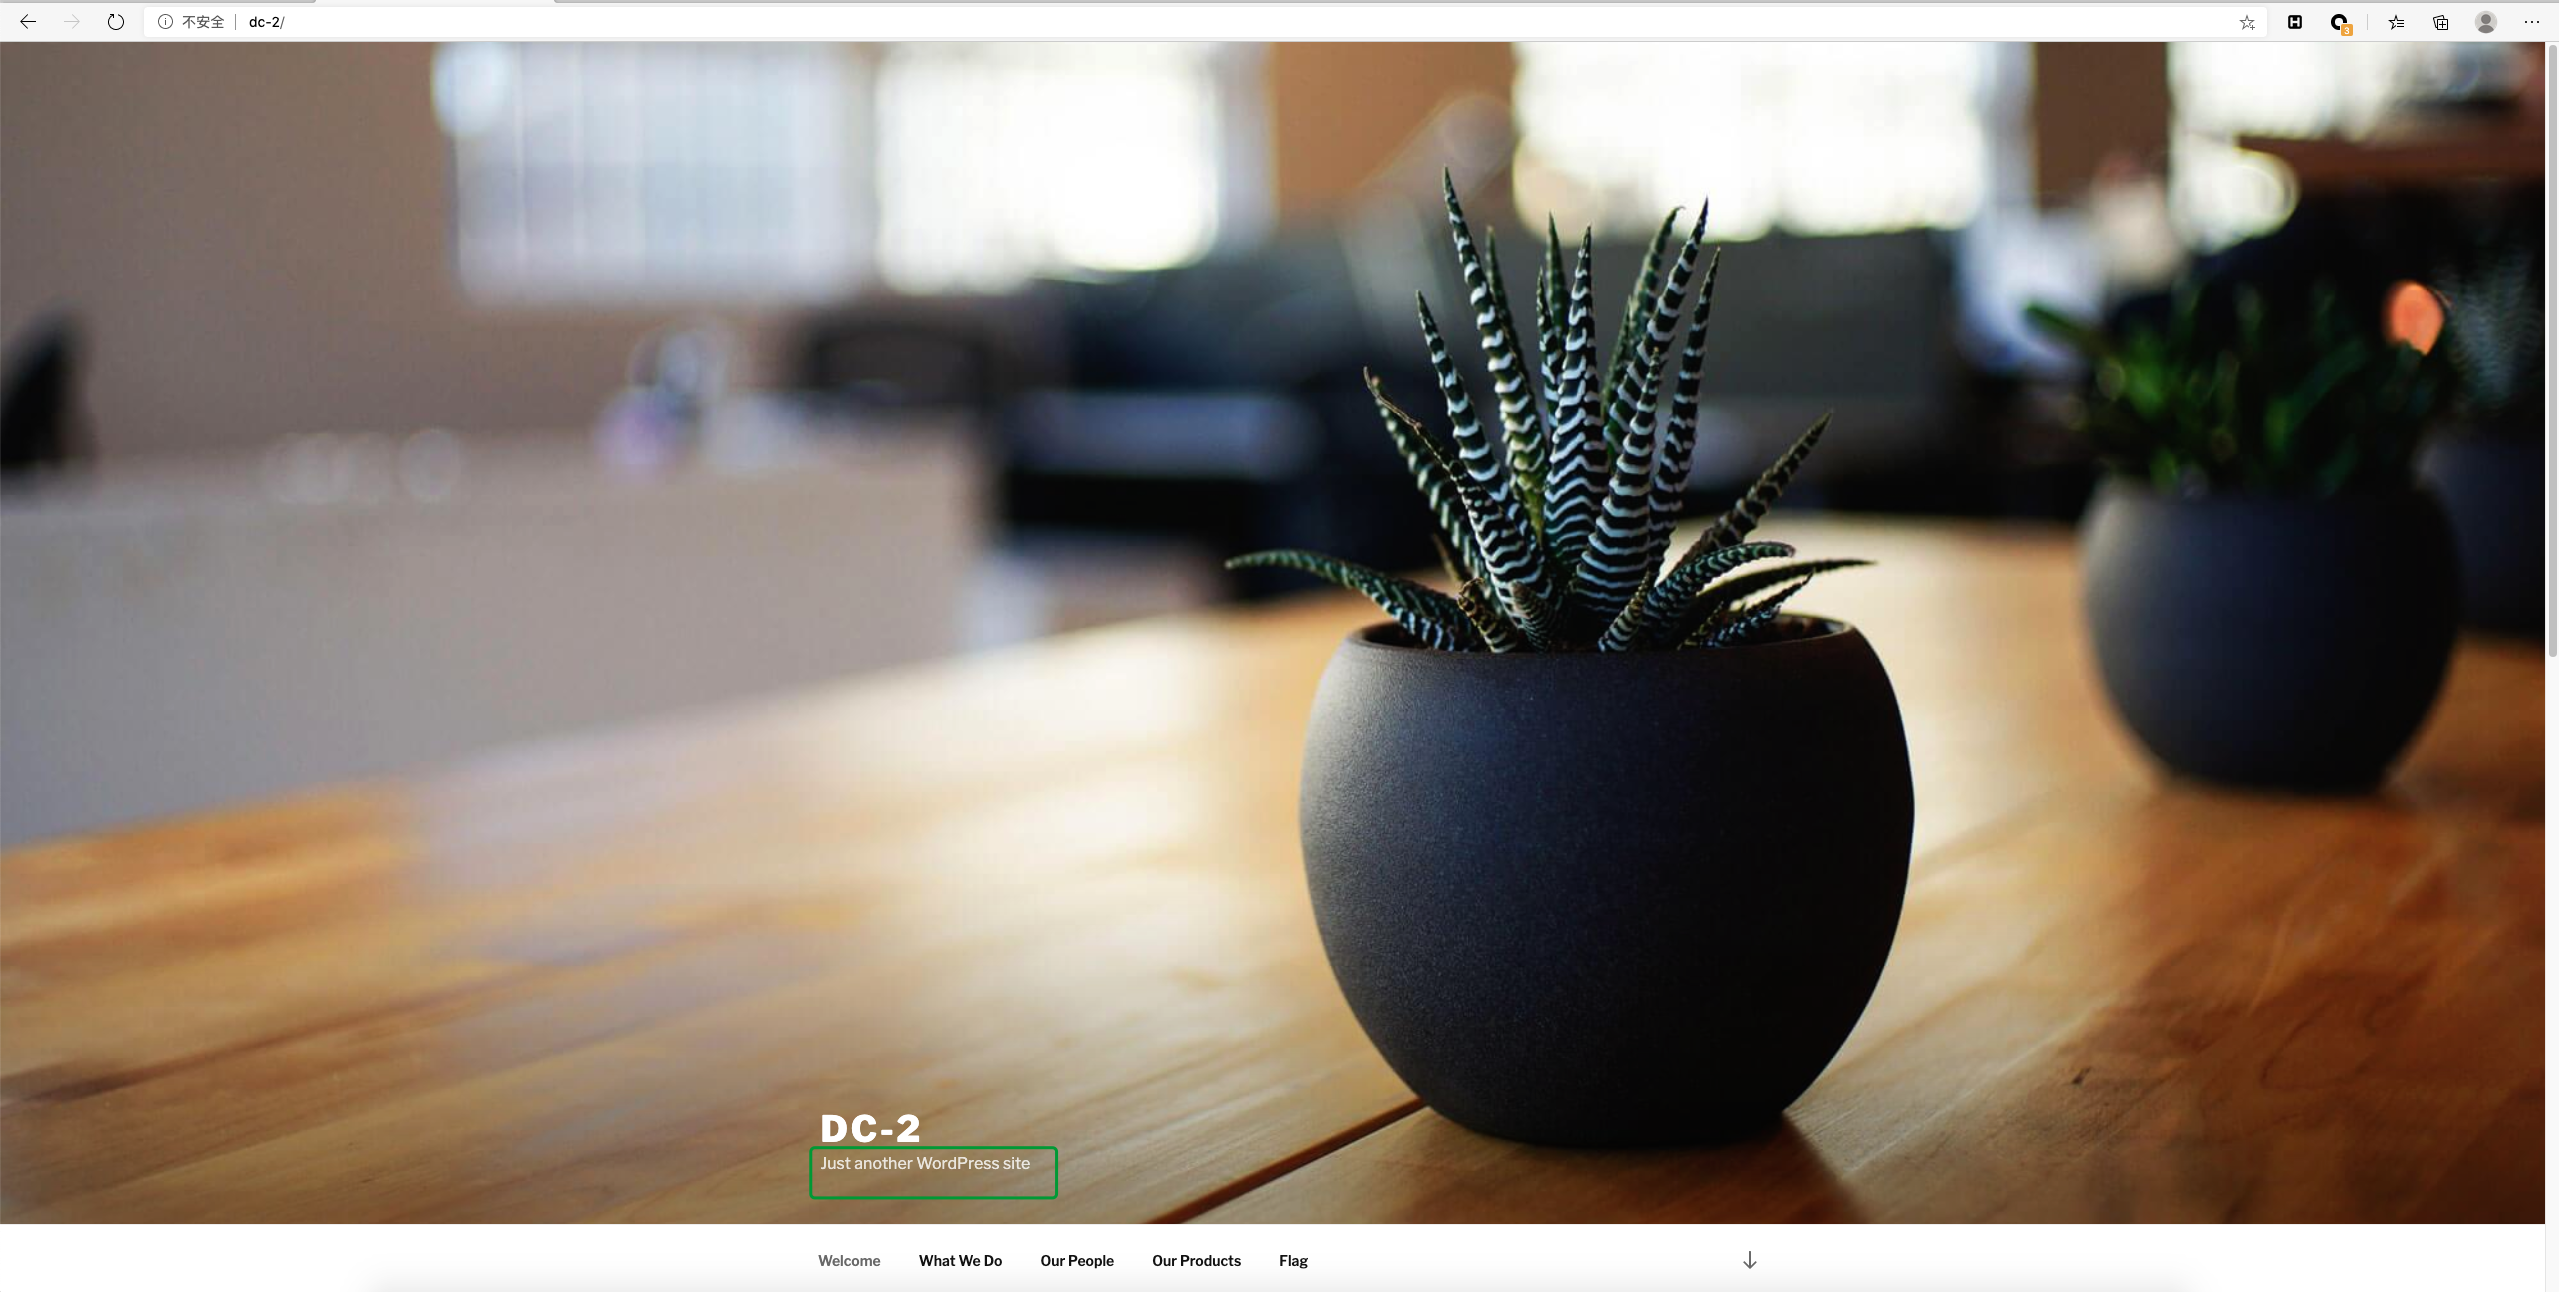 不安全 dc-2/
3
DC-2
Just another WordPress site
Welcome What We Do Our People Our Products Flag